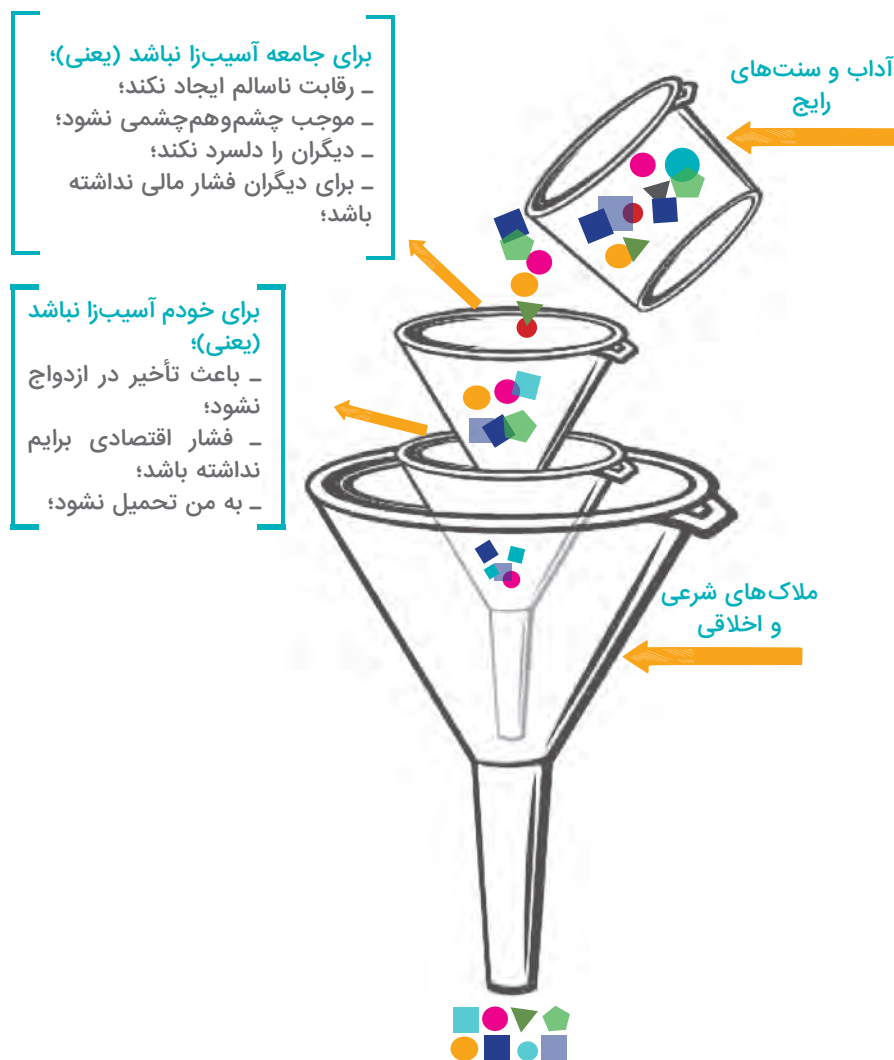 آداب و سنت‌های
رایج
برای جامعه آسیب‌زا نباشد (یعنی)؛
ـ رقابت ناسالم ایجاد نکند؛
ـ موجب چشم‌وهم‌چشمی نشود؛
ـ دیگران را دلسرد نکند؛
ـ برای دیگران فشار مالی نداشته
باشد؛
برای خودم آسیب‌زا نباشد
(یعنی)؛
ـ باعث تأخیر در ازدواج
نشود؛
ـ فشار اقتصادی برایم
نداشته باشد؛
ـ به من تحمیل نشود؛
ملاک‌های شرعی
و اخلاقی